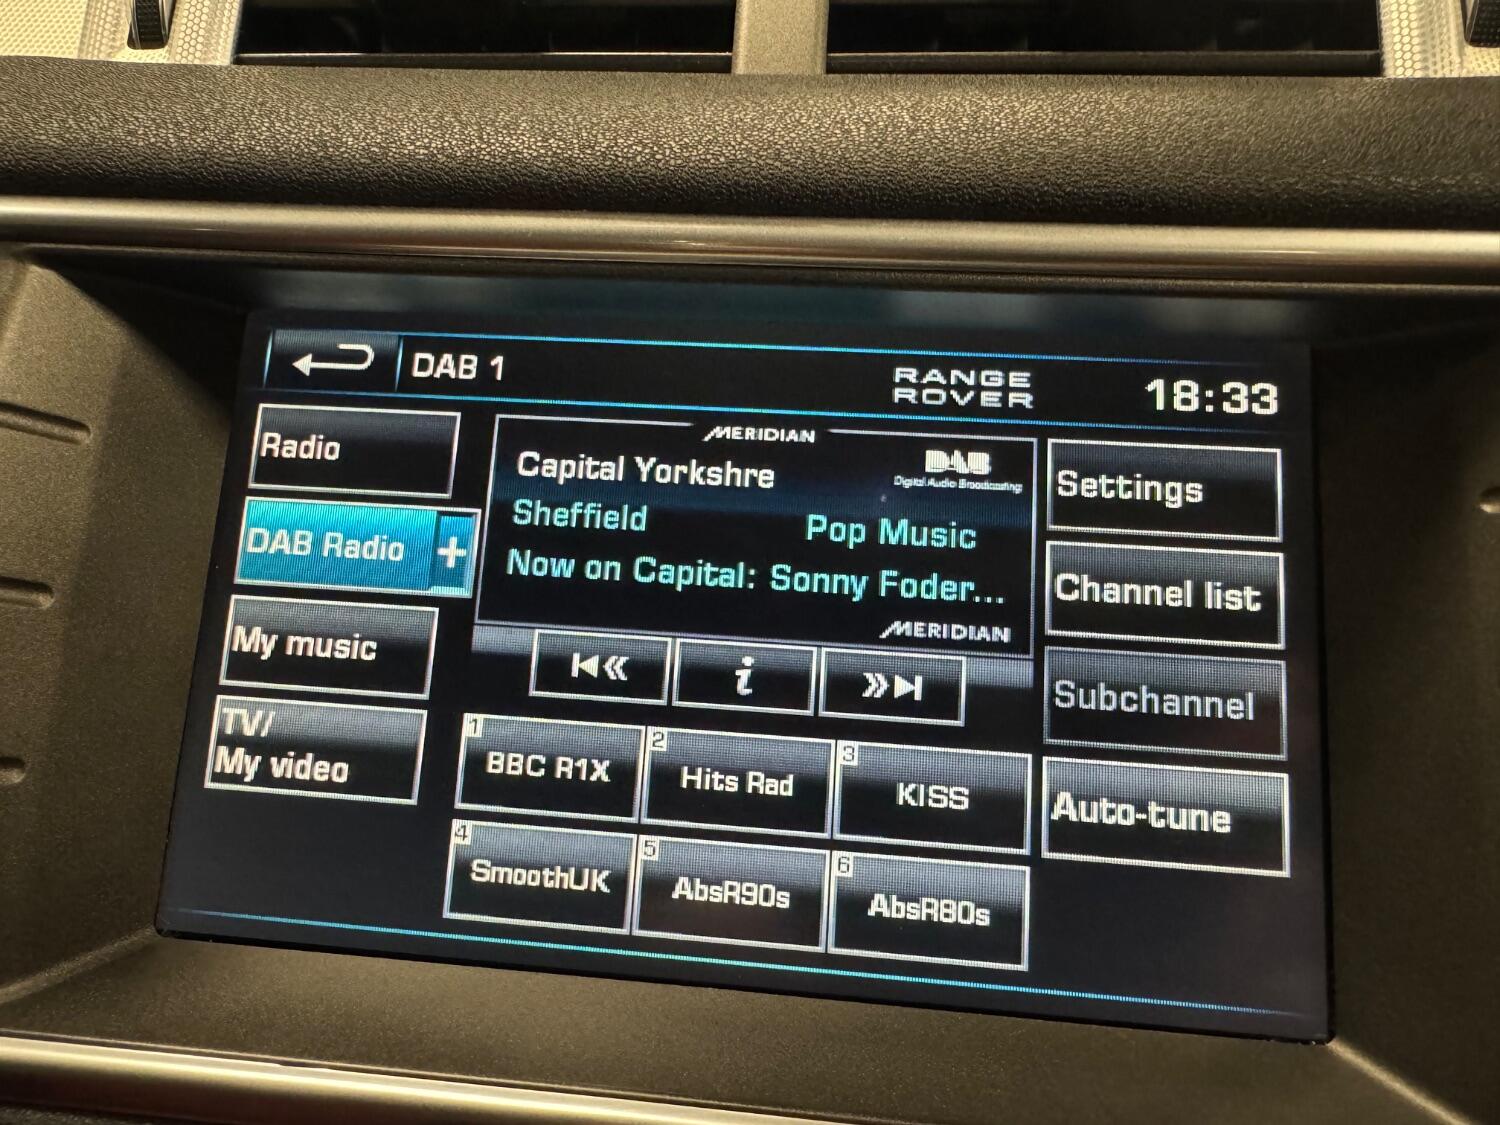 DAB 1
RANGE
ROVER
18:33
Radio
DAB Radio +
My music
TV/
My video
MERIDIAN
Capital Yorkshre
DAB
Digital Audio Broadcasting
Sheffield
Pop Music
Now on Capital: Sonny Foder...
MERIDIAN
i
1
BBC R1X
2
Hits Rad
3
KISS
4
SmoothUK
5
AbsR90s
6
AbsR80s
Settings
Channel list
Subchannel
Auto-tune